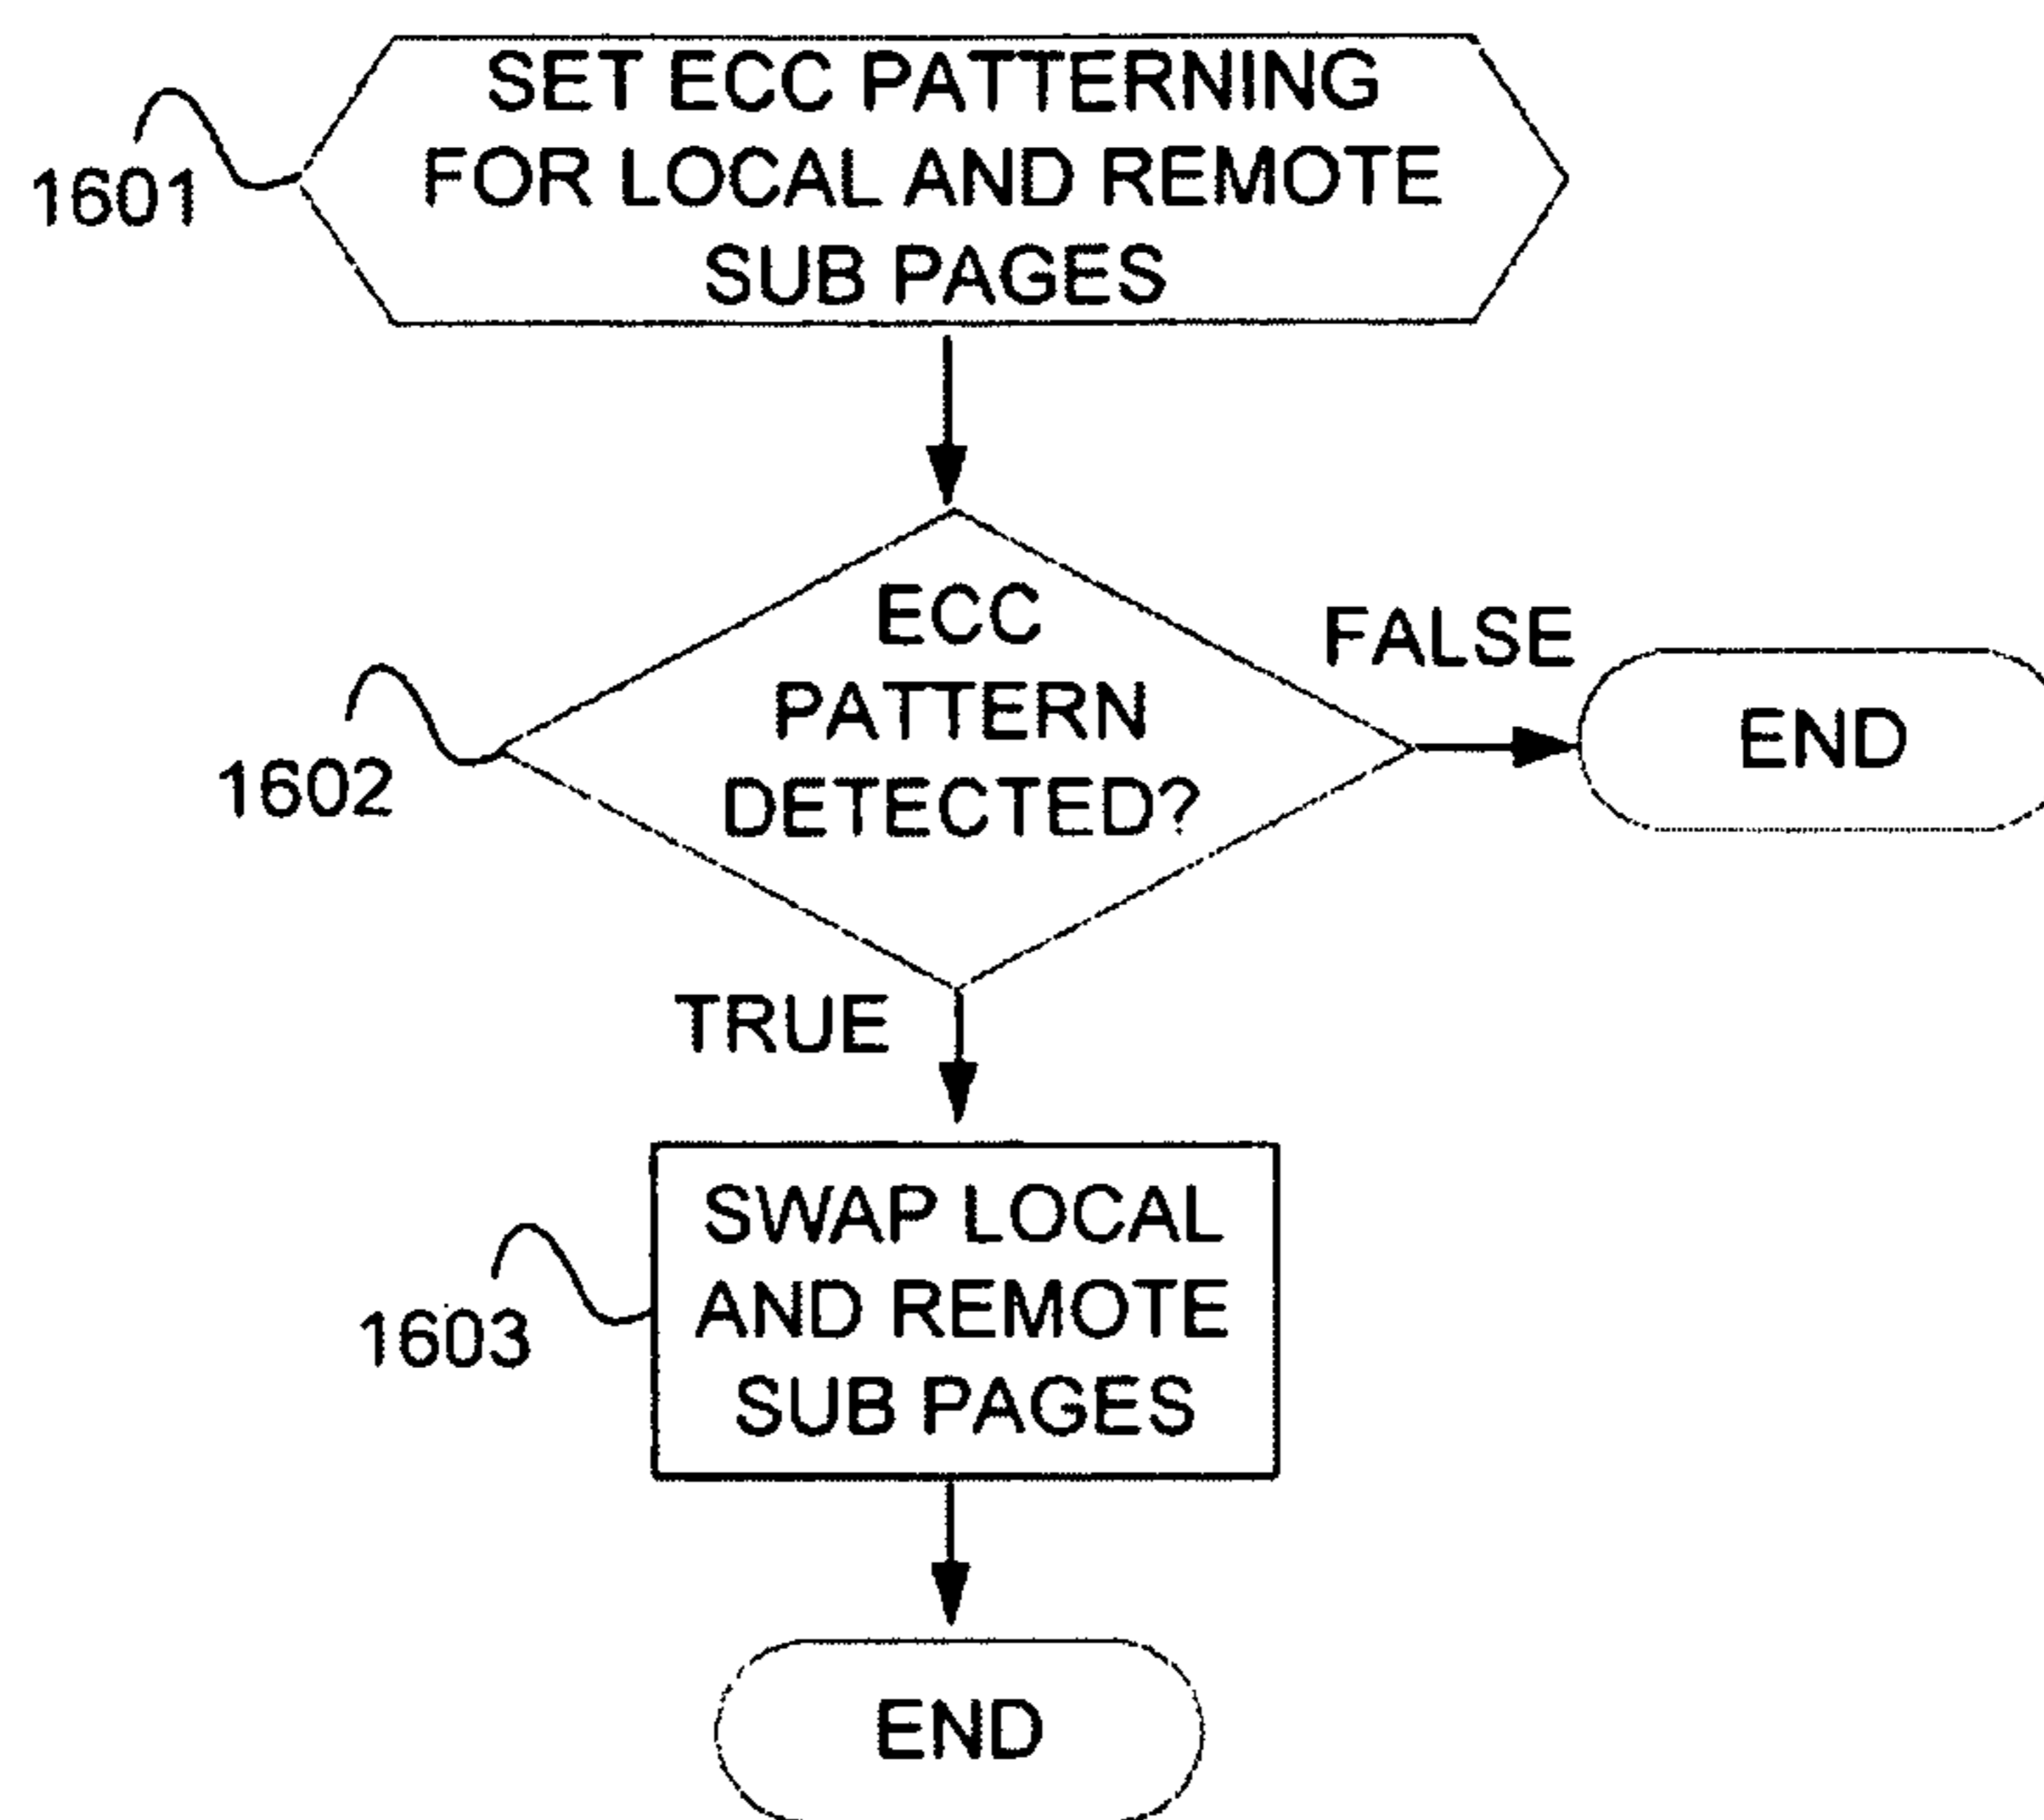 SET ECC PATTERNING
FOR LOCAL AND REMOTE
SUB PAGES
1601
ECC
PATTERN
DETECTED?
1602
FALSE
END
TRUE
SWAP LOCAL
AND REMOTE
SUB PAGES
1603
END